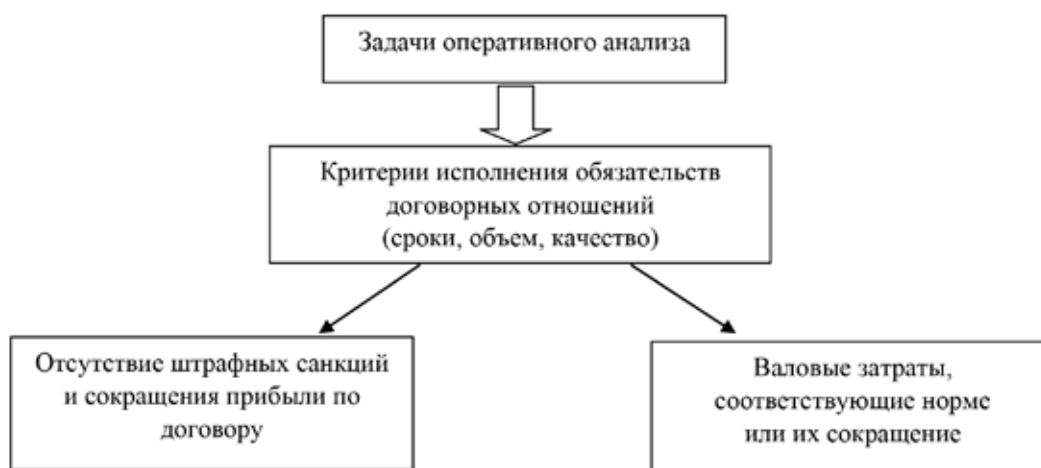 Задачи оперативного анализа
Критерии исполнения обязательств
договорных отношений
(сроки, объем, качество)
Отсутствие штрафных санкций
и сокращения прибыли по
договору
Валовые затраты,
соответствующие норме
или их сокращение